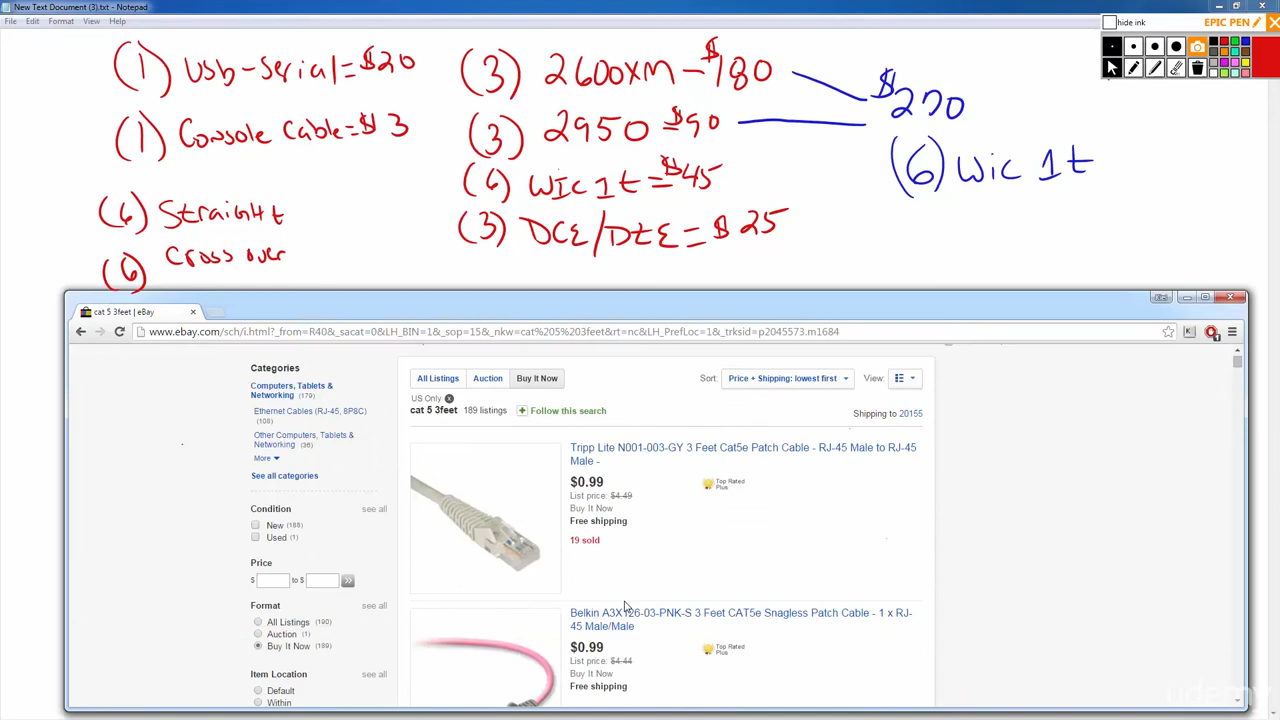 New Text Document (3).txt - Notepad
File Edit Format View Help
hide ink EPIC PEN
(1) Usb-Serial = $20
(1) Console Cable = $3
(6) Straight
(6) Cross over
(3) 2600xm - $180
(3) 2950 = $90
(6) Wic 1t = $45
(3) DCE/DtE = $25
$270
(6) Wic 1t
cat 5 3feet | eBay
www.ebay.com/sch/i.html?_from=R40&_sacat=0&LH_BIN=1&_sop=15&_nkw=cat%205%203feet&rt=nc&LH_PrefLoc=1&_trksid=p2045573.m1684
Categories
Computers, Tablets &
Networking (179)
Ethernet Cables (RJ-45, 8P8C)
(108)
Other Computers, Tablets &
Networking (36)
More
See all categories
Condition see all
New (188)
Used (1)
Price
$ to $ »
Format see all
All Listings (190)
Auction (1)
Buy It Now (189)
Item Location see all
Default
Within
All Listings Auction Buy It Now
Sort: Price + Shipping: lowest first View:
US Only
cat 5 3feet 189 listings Follow this search
Shipping to 20155
Tripp Lite N001-003-GY 3 Feet Cat5e Patch Cable - RJ-45 Male to RJ-45
Male -
$0.99
Top Rated
Plus
List price: $4.49
Buy It Now
Free shipping
19 sold
Belkin A3X126-03-PNK-S 3 Feet CAT5e Snagless Patch Cable - 1 x RJ-
45 Male/Male
$0.99
Top Rated
Plus
List price: $4.44
Buy It Now
Free shipping
udemy